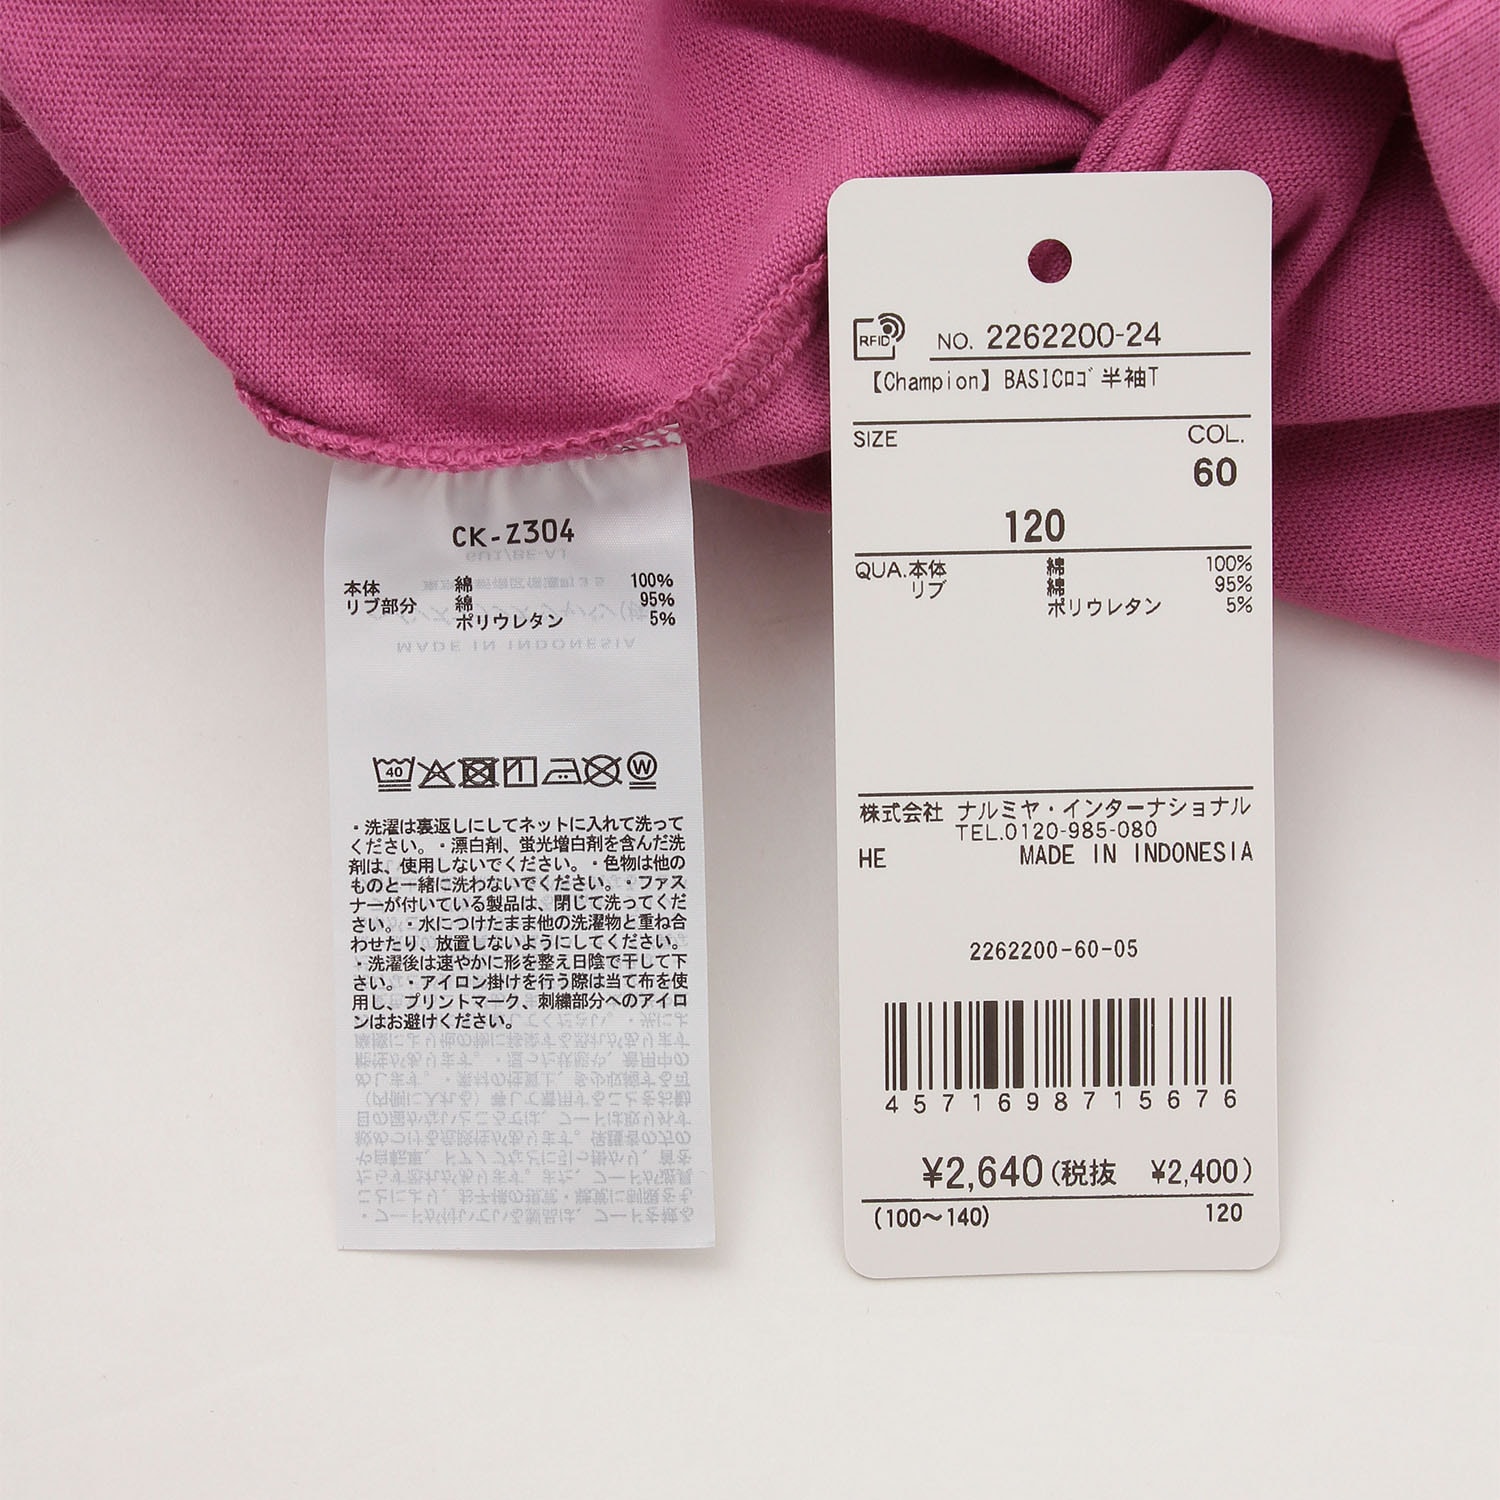 CK-Z304
本体 綿 100%
リブ部分 綿 95%
ポリウレタン 5%
MADE IN INDONESIA
40
W
・洗濯は裏返しにしてネットに入れて洗って
ください。・漂白剤、蛍光増白剤を含んだ洗
剤は、使用しないでください。・色物は他の
ものと一緒に洗わないでください。・ファス
ナーが付いている製品は、閉じて洗ってくだ
さい。・水につけたまま他の洗濯物と重ね合
わせたり、放置しないようにしてください。
・洗濯後は速やかに形を整え日陰で干して下
さい。・アイロン掛けを行う際は当て布を使
用し、プリントマーク、刺繍部分へのアイロ
ンはお避けください。
RFID NO. 2262200-24
【Champion】BASICﾛｺﾞ半袖T
SIZE COL.
60
120
QUA.本体 綿 100%
リブ 綿 95%
ポリウレタン 5%
株式会社 ナルミヤ・インターナショナル
TEL.0120-985-080
HE MADE IN INDONESIA
2262200-60-05
4571698715676
¥2,640(税抜 ¥2,400)
(100～140) 120